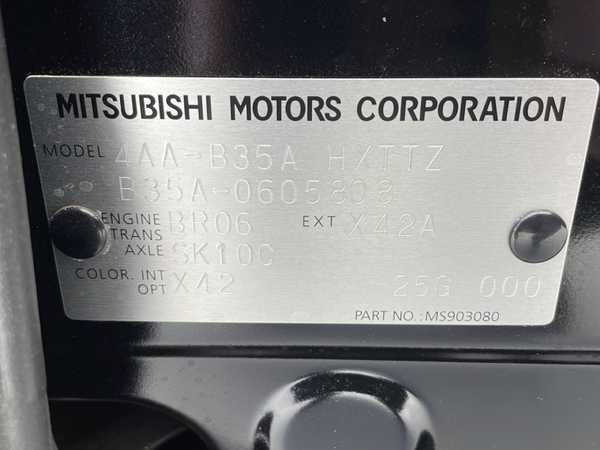 MITSUBISHI MOTORS CORPORATION
MODEL 4AA-B35A HXTTZ
B35A-0605808
ENGINE BR06 EXT X42A
TRANS AXLE SK10C
COLOR. INT X42
OPT 25G 000
PART NO.:MS903080